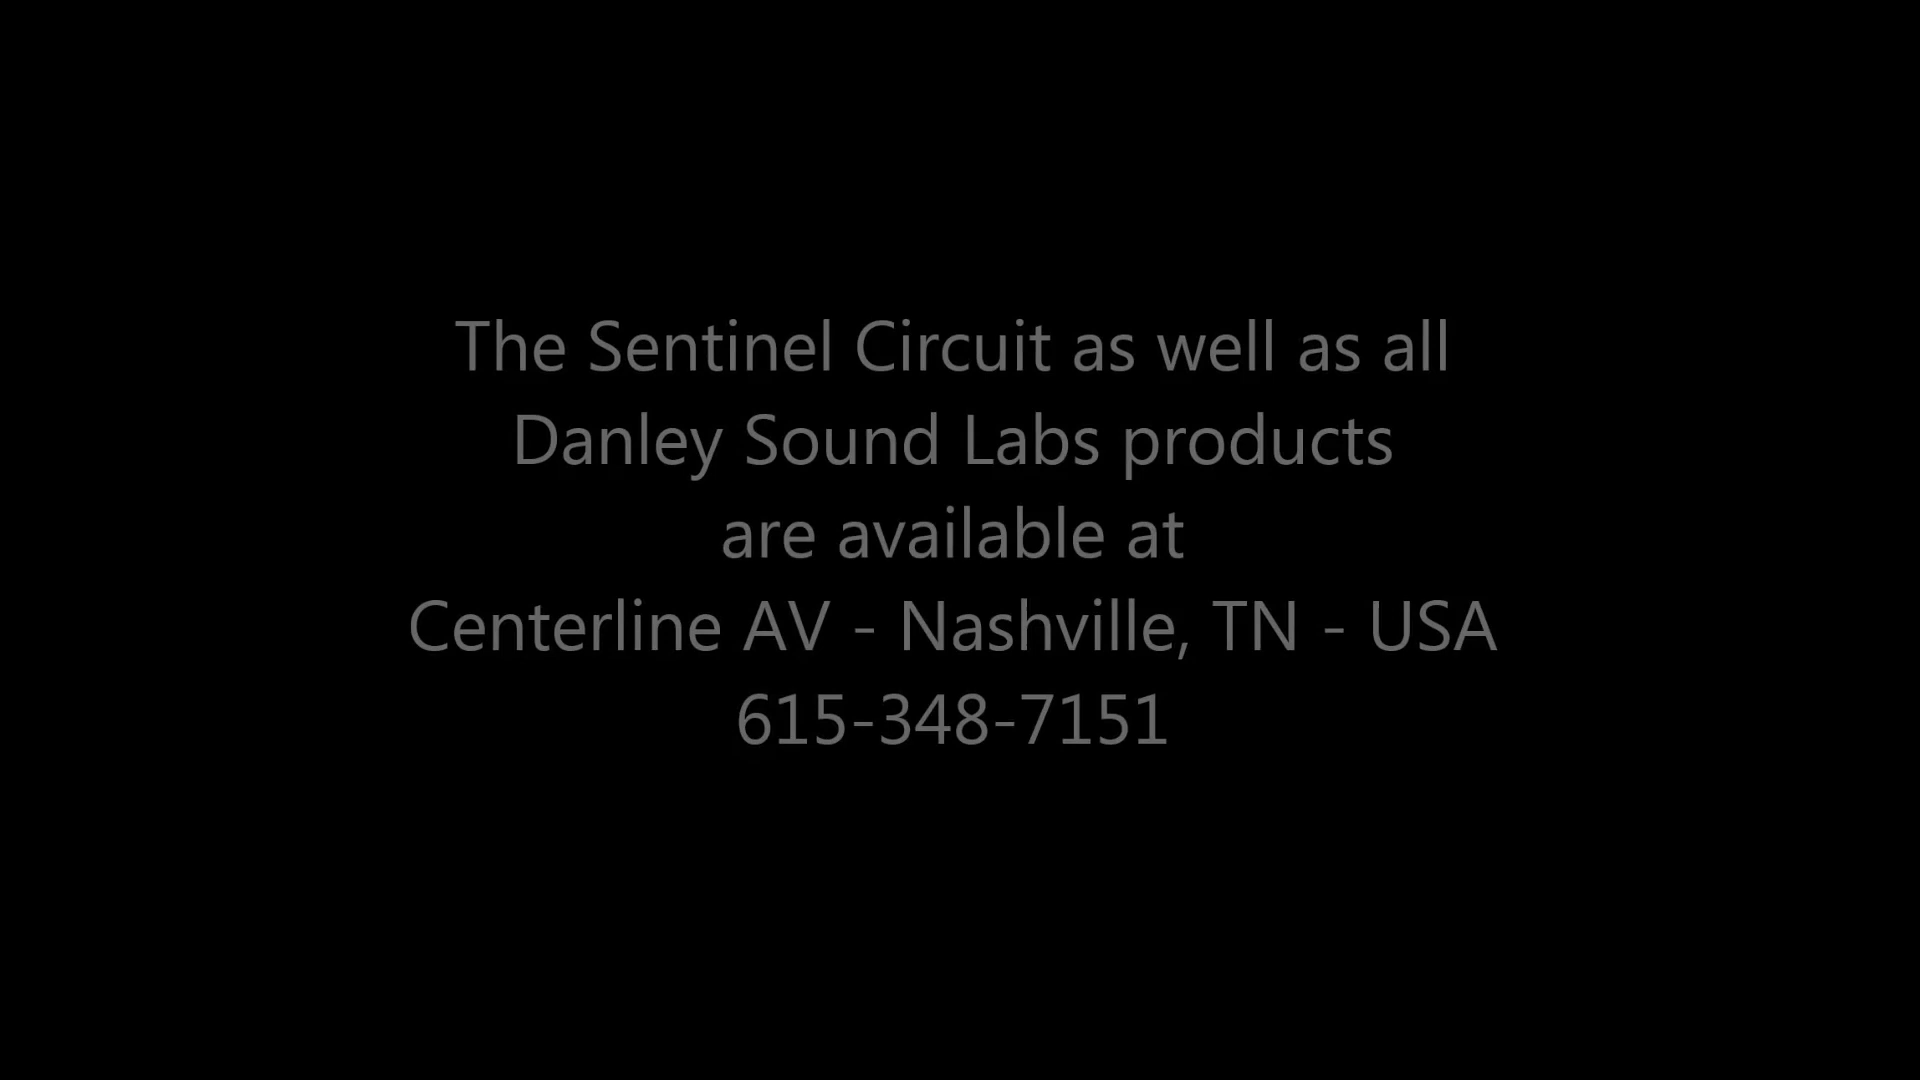 The Sentinel Circuit as well as all
Danley Sound Labs products
are available at
Centerline AV - Nashville, TN - USA
615-348-7151